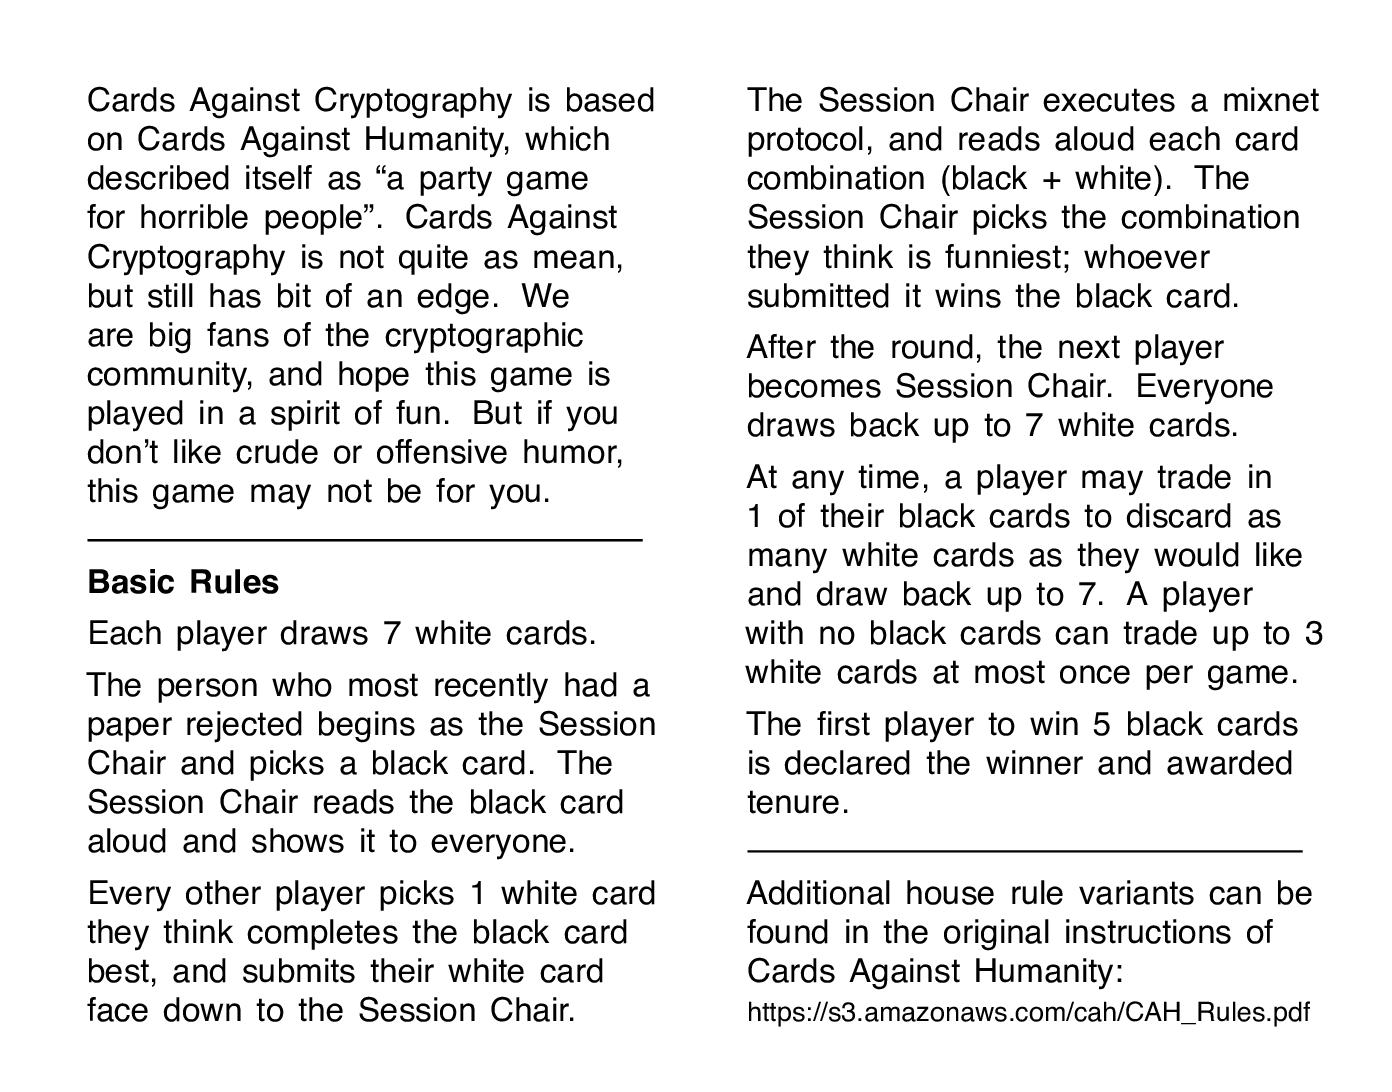 Cards Against Cryptography is based
on Cards Against Humanity, which
described itself as “a party game
for horrible people”. Cards Against
Cryptography is not quite as mean,
but still has bit of an edge. We
are big fans of the cryptographic
community, and hope this game is
played in a spirit of fun. But if you
don’t like crude or offensive humor,
this game may not be for you.
Basic Rules
Each player draws 7 white cards.
The person who most recently had a
paper rejected begins as the Session
Chair and picks a black card. The
Session Chair reads the black card
aloud and shows it to everyone.
Every other player picks 1 white card
they think completes the black card
best, and submits their white card
face down to the Session Chair.
The Session Chair executes a mixnet
protocol, and reads aloud each card
combination (black + white). The
Session Chair picks the combination
they think is funniest; whoever
submitted it wins the black card.
After the round, the next player
becomes Session Chair. Everyone
draws back up to 7 white cards.
At any time, a player may trade in
1 of their black cards to discard as
many white cards as they would like
and draw back up to 7. A player
with no black cards can trade up to 3
white cards at most once per game.
The first player to win 5 black cards
is declared the winner and awarded
tenure.
Additional house rule variants can be
found in the original instructions of
Cards Against Humanity:
https://s3.amazonaws.com/cah/CAH_Rules.pdf